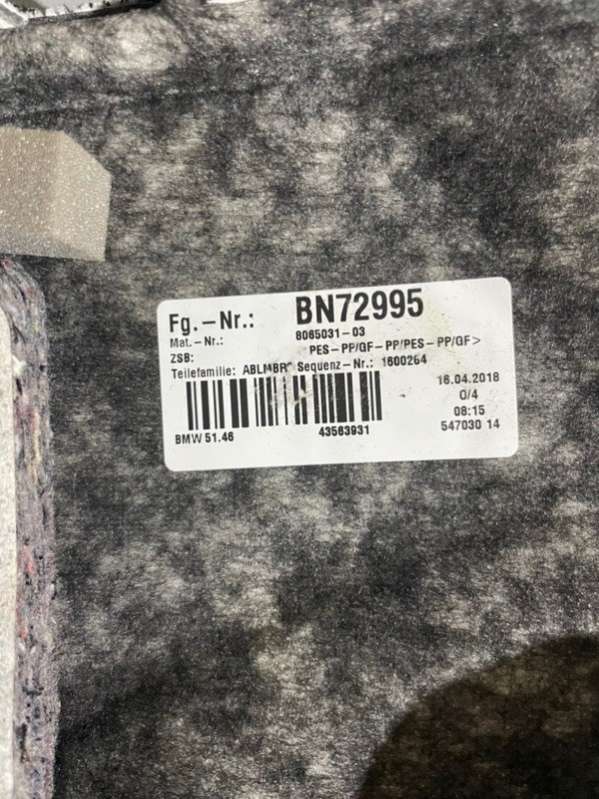 Fg.-Nr.: BN72995
Mat.-Nr.: 8065031-03
ZSB: PES-PP/GF-PP/PES-PP/GF>
Teilefamilie: ABLMBR Sequenz-Nr.: 1600264
16.04.2018
0/4
08:15
BMW 51.46 43563931 547030 14